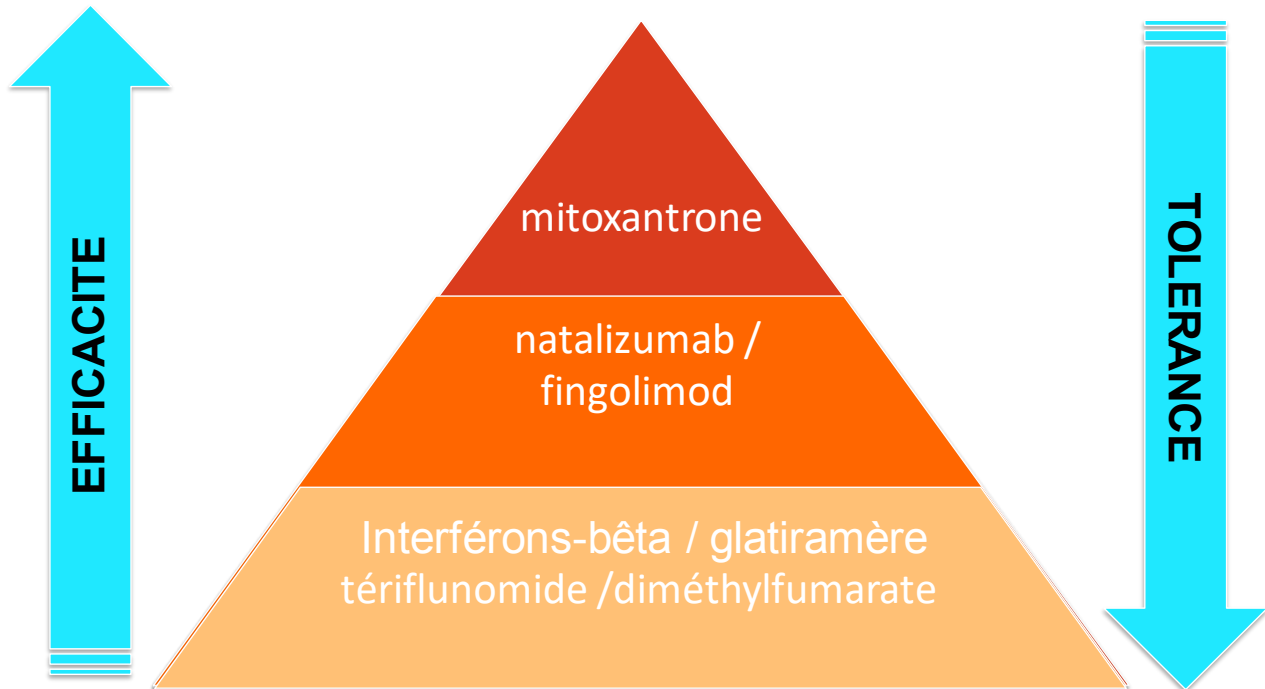 EFFICACITE
mitoxantrone
natalizumab /
fingolimod
Interférons-bêta / glatiramère
tériflunomide /diméthylfumarate
TOLERANCE